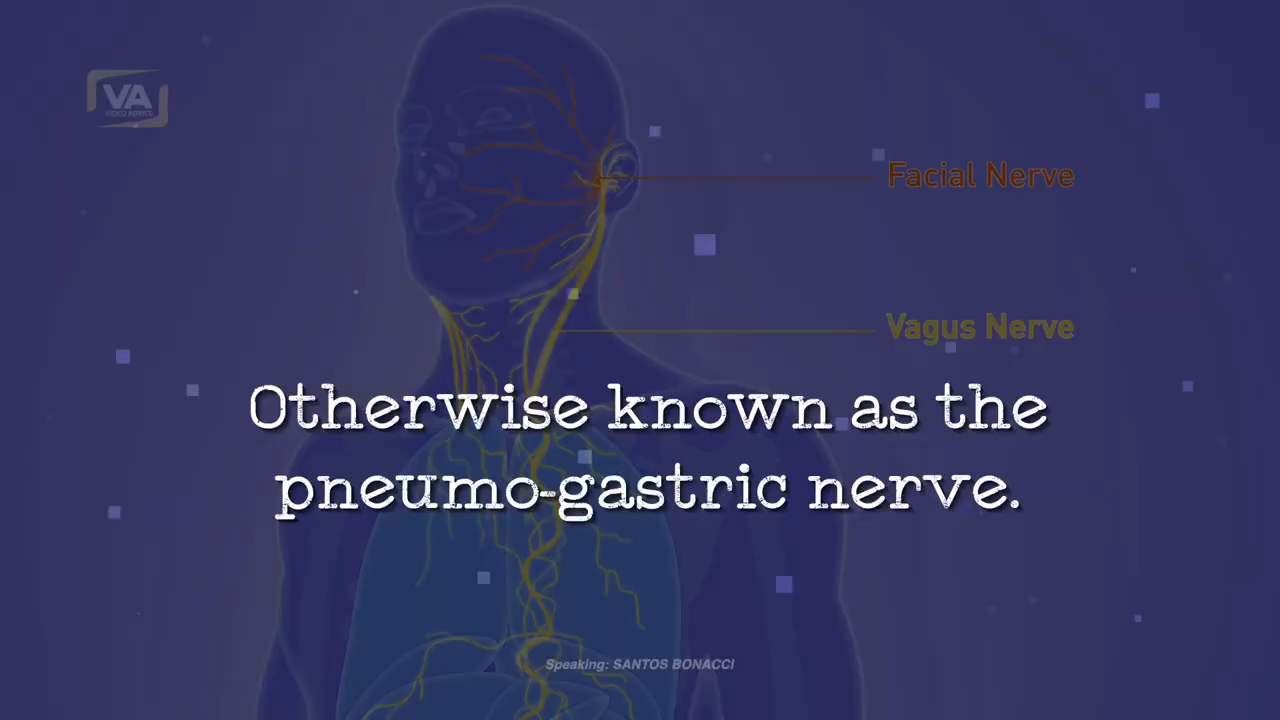 VA
Facial Nerve
Vagus Nerve
Otherwise known as the
pneumo-gastric nerve.
Speaking: SANTOS BONACCI